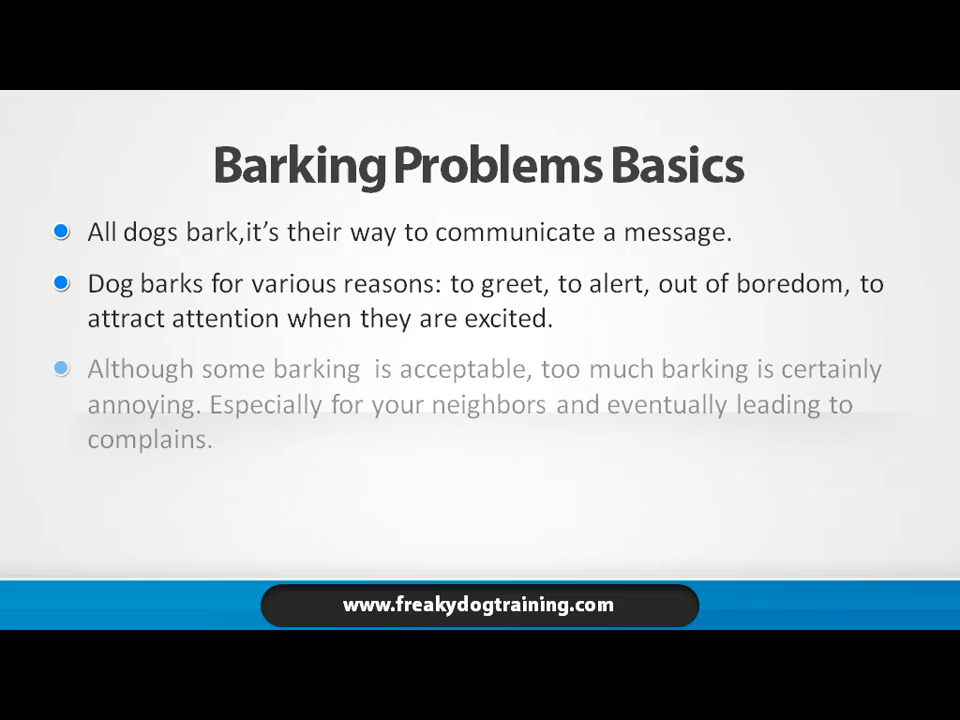 Barking Problems Basics
All dogs bark,it's their way to communicate a message.
Dog barks for various reasons: to greet, to alert, out of boredom, to
attract attention when they are excited.
Although some barking  is acceptable, too much barking is certainly
annoying. Especially for your neighbors and eventually leading to
complains.
www.freakydogtraining.com